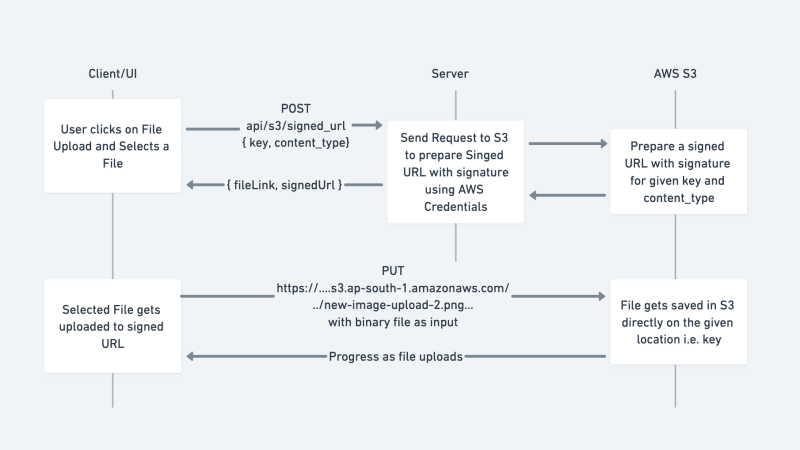 Client/UI
Server
AWS S3
User clicks on File
Upload and Selects a
File
POST
api/s3/signed_url
{ key, content_type}
{ fileLink, signedUrl }
Send Request to S3
to prepare Singed
URL with signature
using AWS
Credentials
Prepare a signed
URL with signature
for given key and
content_type
Selected File gets
uploaded to signed
URL
PUT
https://....s3.ap-south-1.amazonaws.com/
../new-image-upload-2.png...
with binary file as input
Progress as file uploads
File gets saved in S3
directly on the given
location i.e. key